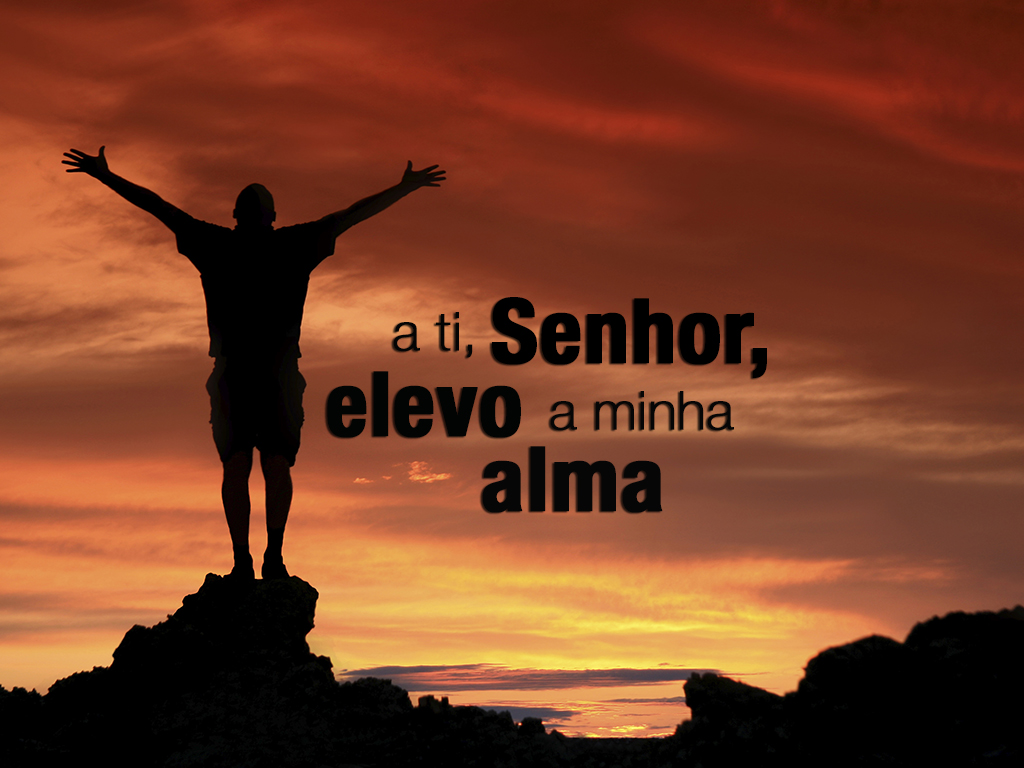 a ti, Senhor,
elevo a minha
alma